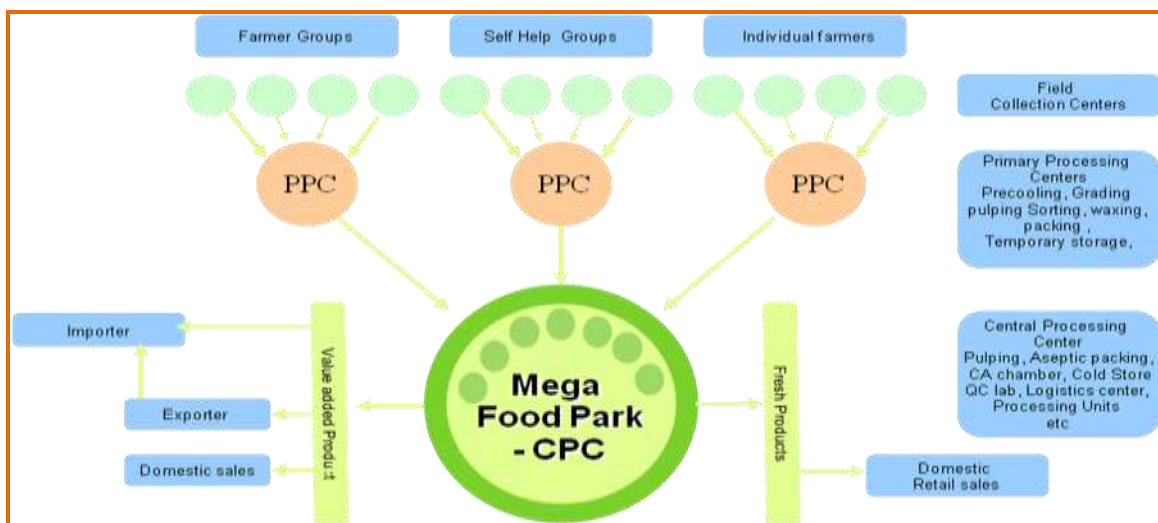 Farmer Groups
Self Help Groups
Individual farmers
Field
Collection Centers
PPC
PPC
PPC
Primary Processing
Centers
Precooling, Grading
pulping Sorting, waxing,
packing ,
Temporary storage,
Importer
Exporter
Domestic sales
Value added Product
Mega
Food Park
- CPC
Fresh Products
Central Processing
Center
Pulping, Aseptic packing,
CA chamber, Cold Store
QC lab, Logistics center,
Processing Units
etc
Domestic
Retail sales